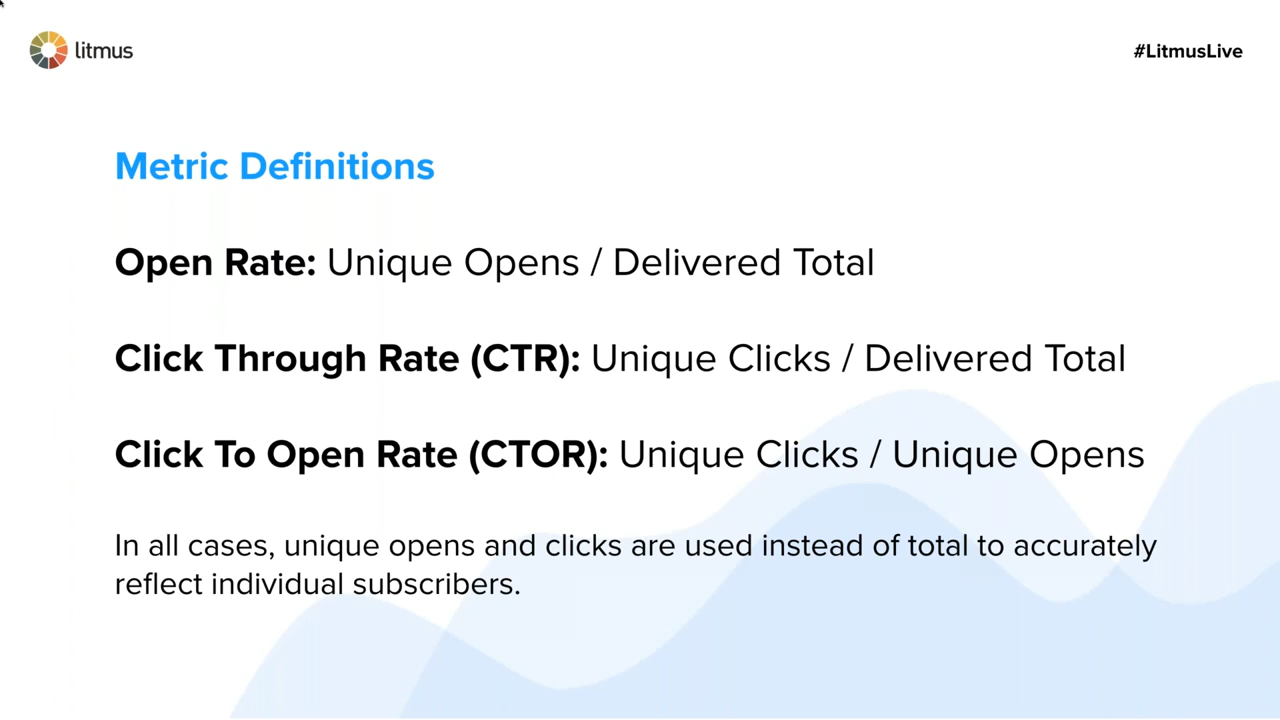 litmus
#LitmusLive
Metric Definitions
Open Rate: Unique Opens / Delivered Total
Click Through Rate (CTR): Unique Clicks / Delivered Total
Click To Open Rate (CTOR): Unique Clicks / Unique Opens
In all cases, unique opens and clicks are used instead of total to accurately
reflect individual subscribers.